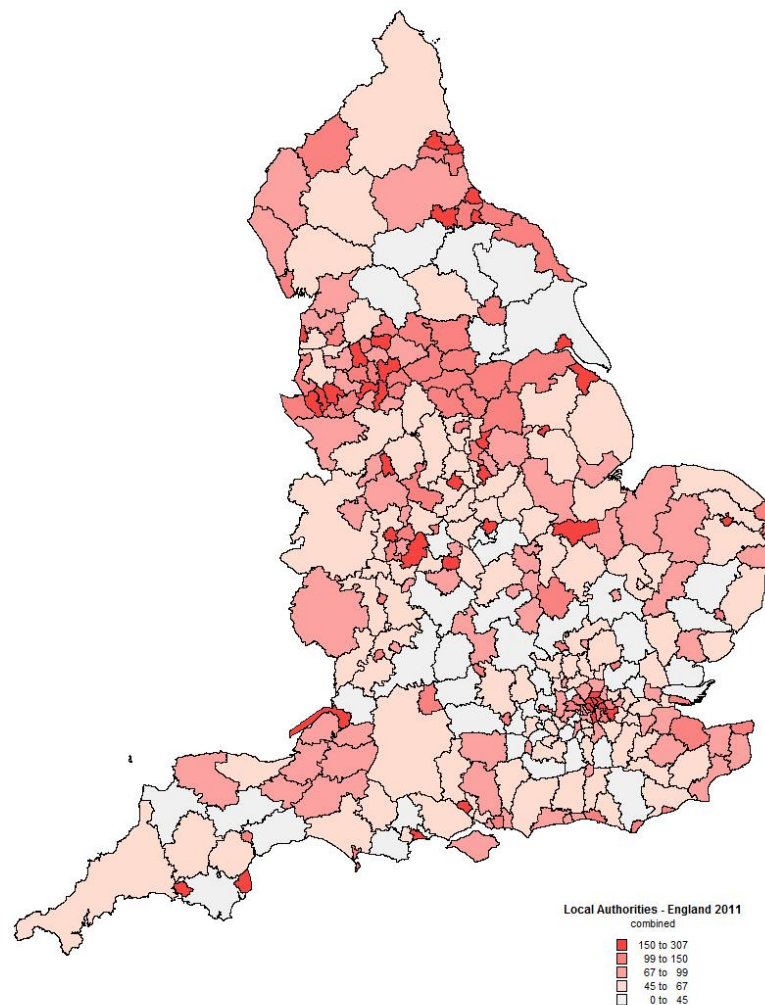 Local Authorities - England 2011
combined
150 to 307
99 to 150
67 to 99
45 to 67
0 to 45